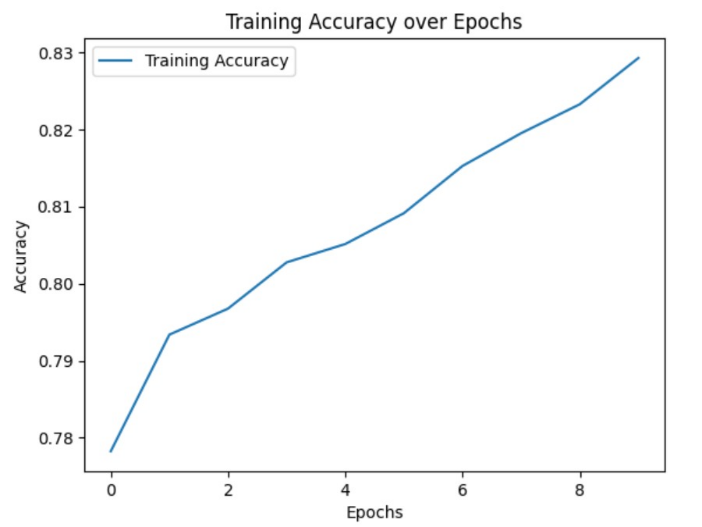 Training Accuracy over Epochs
Training Accuracy
0.83
0.82
0.81
0.80
0.79
0.78
Accuracy
0 2 4 6 8
Epochs